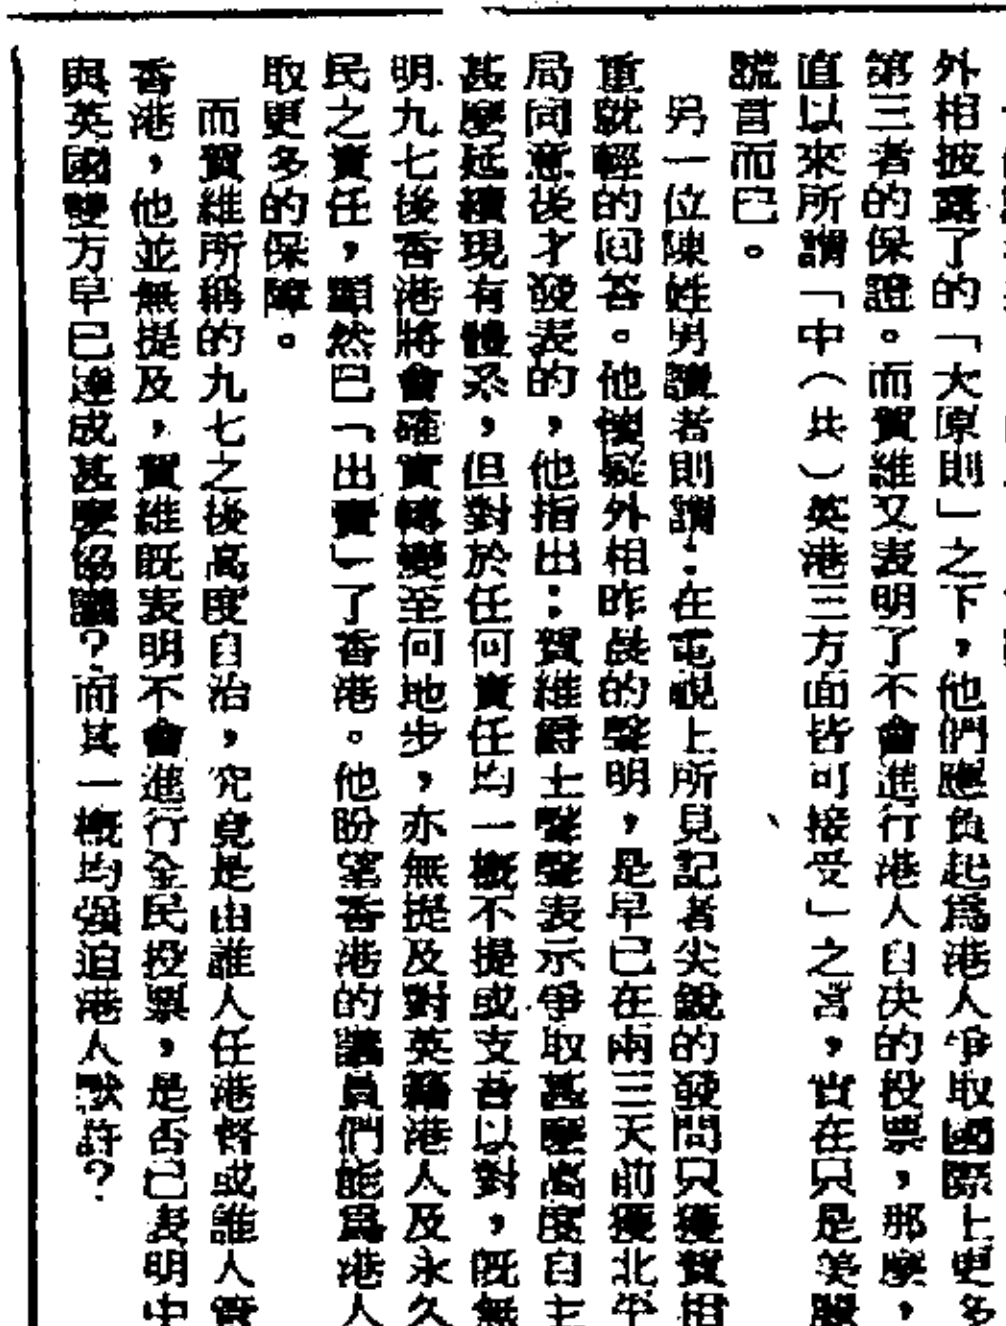 外相披露了的「大原則」之下，他們應負起爲港人爭取國際上更多
第三者的保證。而賀維又表明了不會進行港人自決的投票，那麼，
直以來所謂「中（共）英港三方面皆可接受」之言，實在只是美麗
謊言而已。
另一位陳姓男讀者則謂：在電視上所見記者尖銳的發問只獲賀相
重就輕的回答。他懷疑外相昨晨的聲明，是早已在兩三天前獲北平
局同意後才發表的，他指出：賀維爵士聲聲表示爭取甚麼高度自主
甚麼延續現有體系，但對於任何責任均一概不提或支吾以對，既無
明九七後香港將會確實轉變至何地步，亦無提及對英籍港人及永久
民之責任，顯然已「出賣」了香港。他盼望香港的議員們能爲港人
取更多的保障。
而賀維所稱的九七之後高度自治，究竟是由誰人任港督或誰人管
香港，他並無提及，賀維既表明不會進行全民投票，是否已表明中
與英國雙方早已達成甚麼協議？而其一概均强迫港人默許？